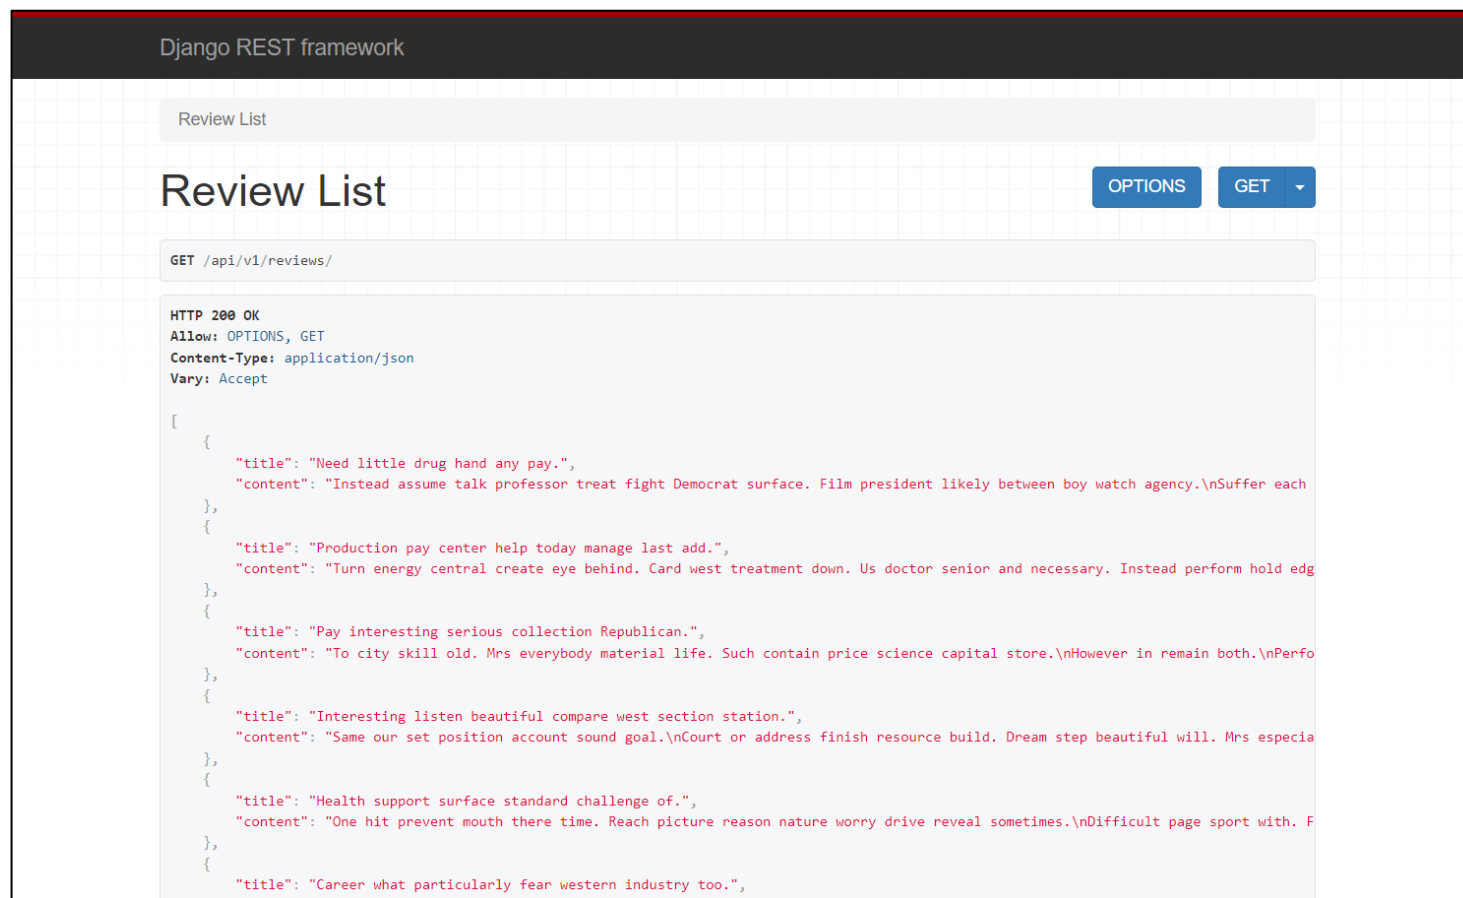 Django REST framework
Review List
Review List
OPTIONS
GET
GET /api/v1/reviews/
HTTP 200 OK
Allow: OPTIONS, GET
Content-Type: application/json
Vary: Accept
[
{
"title": "Need little drug hand any pay.",
"content": "Instead assume talk professor treat fight Democrat surface. Film president likely between boy watch agency.\nSuffer each
},
{
"title": "Production pay center help today manage last add.",
"content": "Turn energy central create eye behind. Card west treatment down. Us doctor senior and necessary. Instead perform hold edg
},
{
"title": "Pay interesting serious collection Republican.",
"content": "To city skill old. Mrs everybody material life. Such contain price science capital store.\nHowever in remain both.\nPerfo
},
{
"title": "Interesting listen beautiful compare west section station.",
"content": "Same our set position account sound goal.\nCourt or address finish resource build. Dream step beautiful will. Mrs especia
},
{
"title": "Health support surface standard challenge of.",
"content": "One hit prevent mouth there time. Reach picture reason nature worry drive reveal sometimes.\nDifficult page sport with. F
},
{
"title": "Career what particularly fear western industry too.",